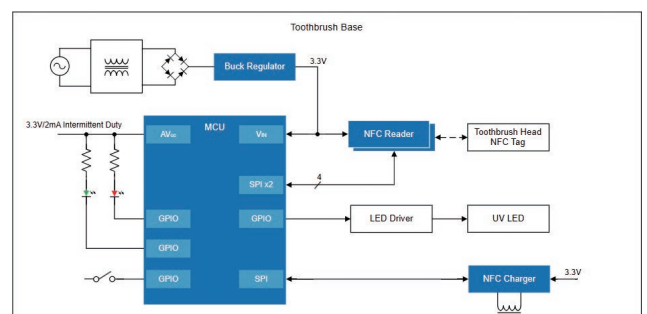 Toothbrush Base
Buck Regulator
3.3V
3.3V/2mA Intermittent Duty
AVcc
MCU
VIN
NFC Reader
Toothbrush Head
NFC Tag
SPI x2
4
GPIO
GPIO
LED Driver
UV LED
GPIO
GPIO
SPI
NFC Charger
3.3V